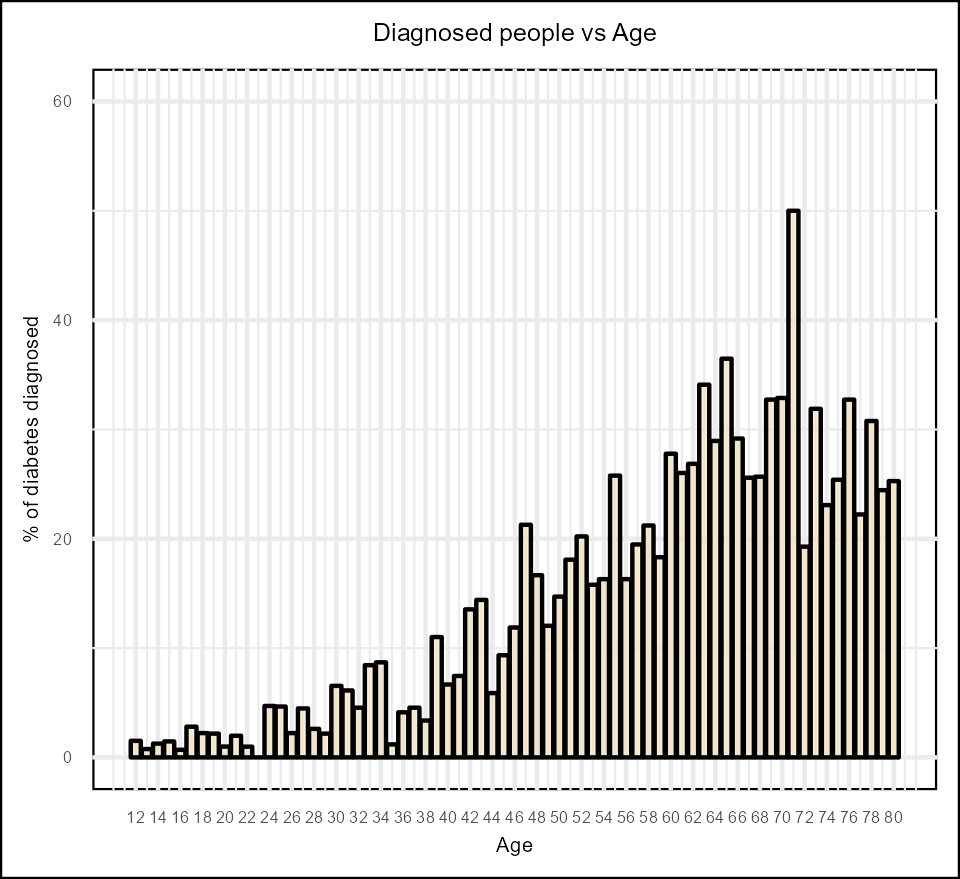 Diagnosed people vs Age
% of diabetes diagnosed
60
40
20
0
12 14 16 18 20 22 24 26 28 30 32 34 36 38 40 42 44 46 48 50 52 54 56 58 60 62 64 66 68 70 72 74 76 78 80
Age